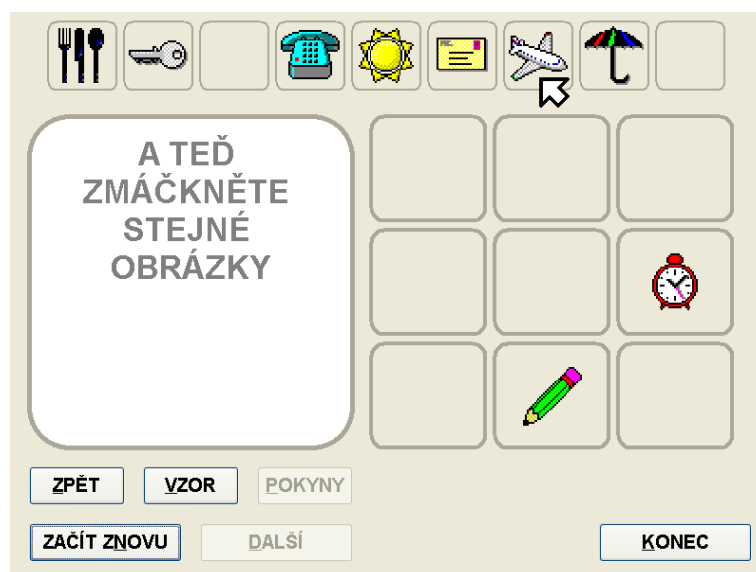 A TEĎ
ZMÁČKNĚTE
STEJNÉ
OBRÁZKY
ZPĚT VZOR POKYNY
ZAČÍT ZNOVU DALŠÍ KONEC